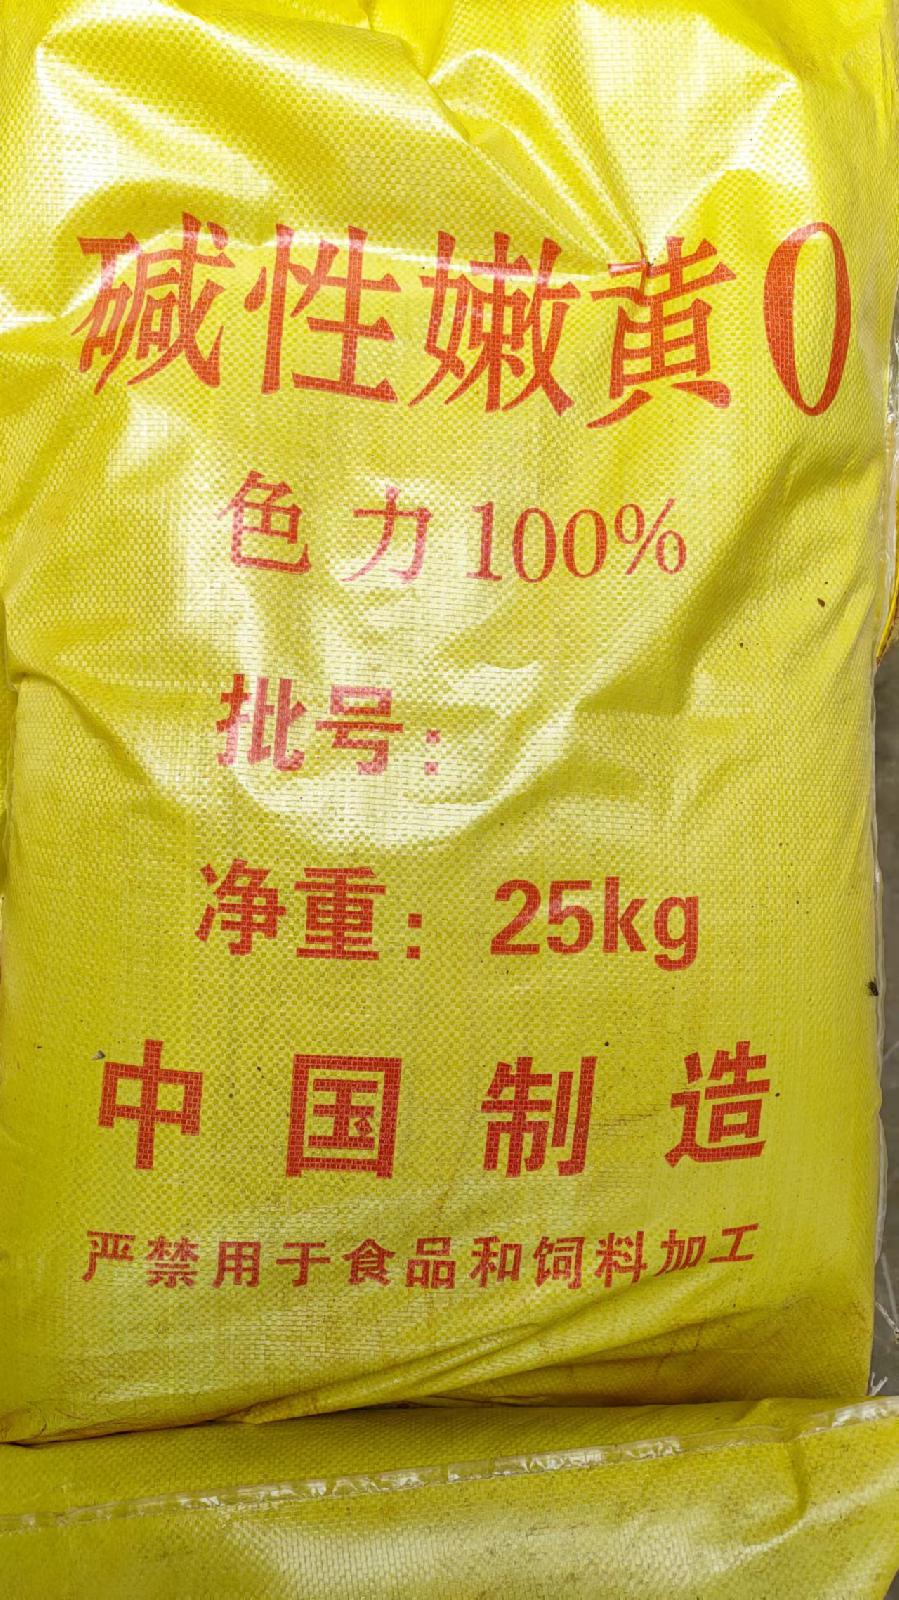 碱性嫩黄O
色力100%
批号：
净重：25kg
中国制造
严禁用于食品和饲料加工